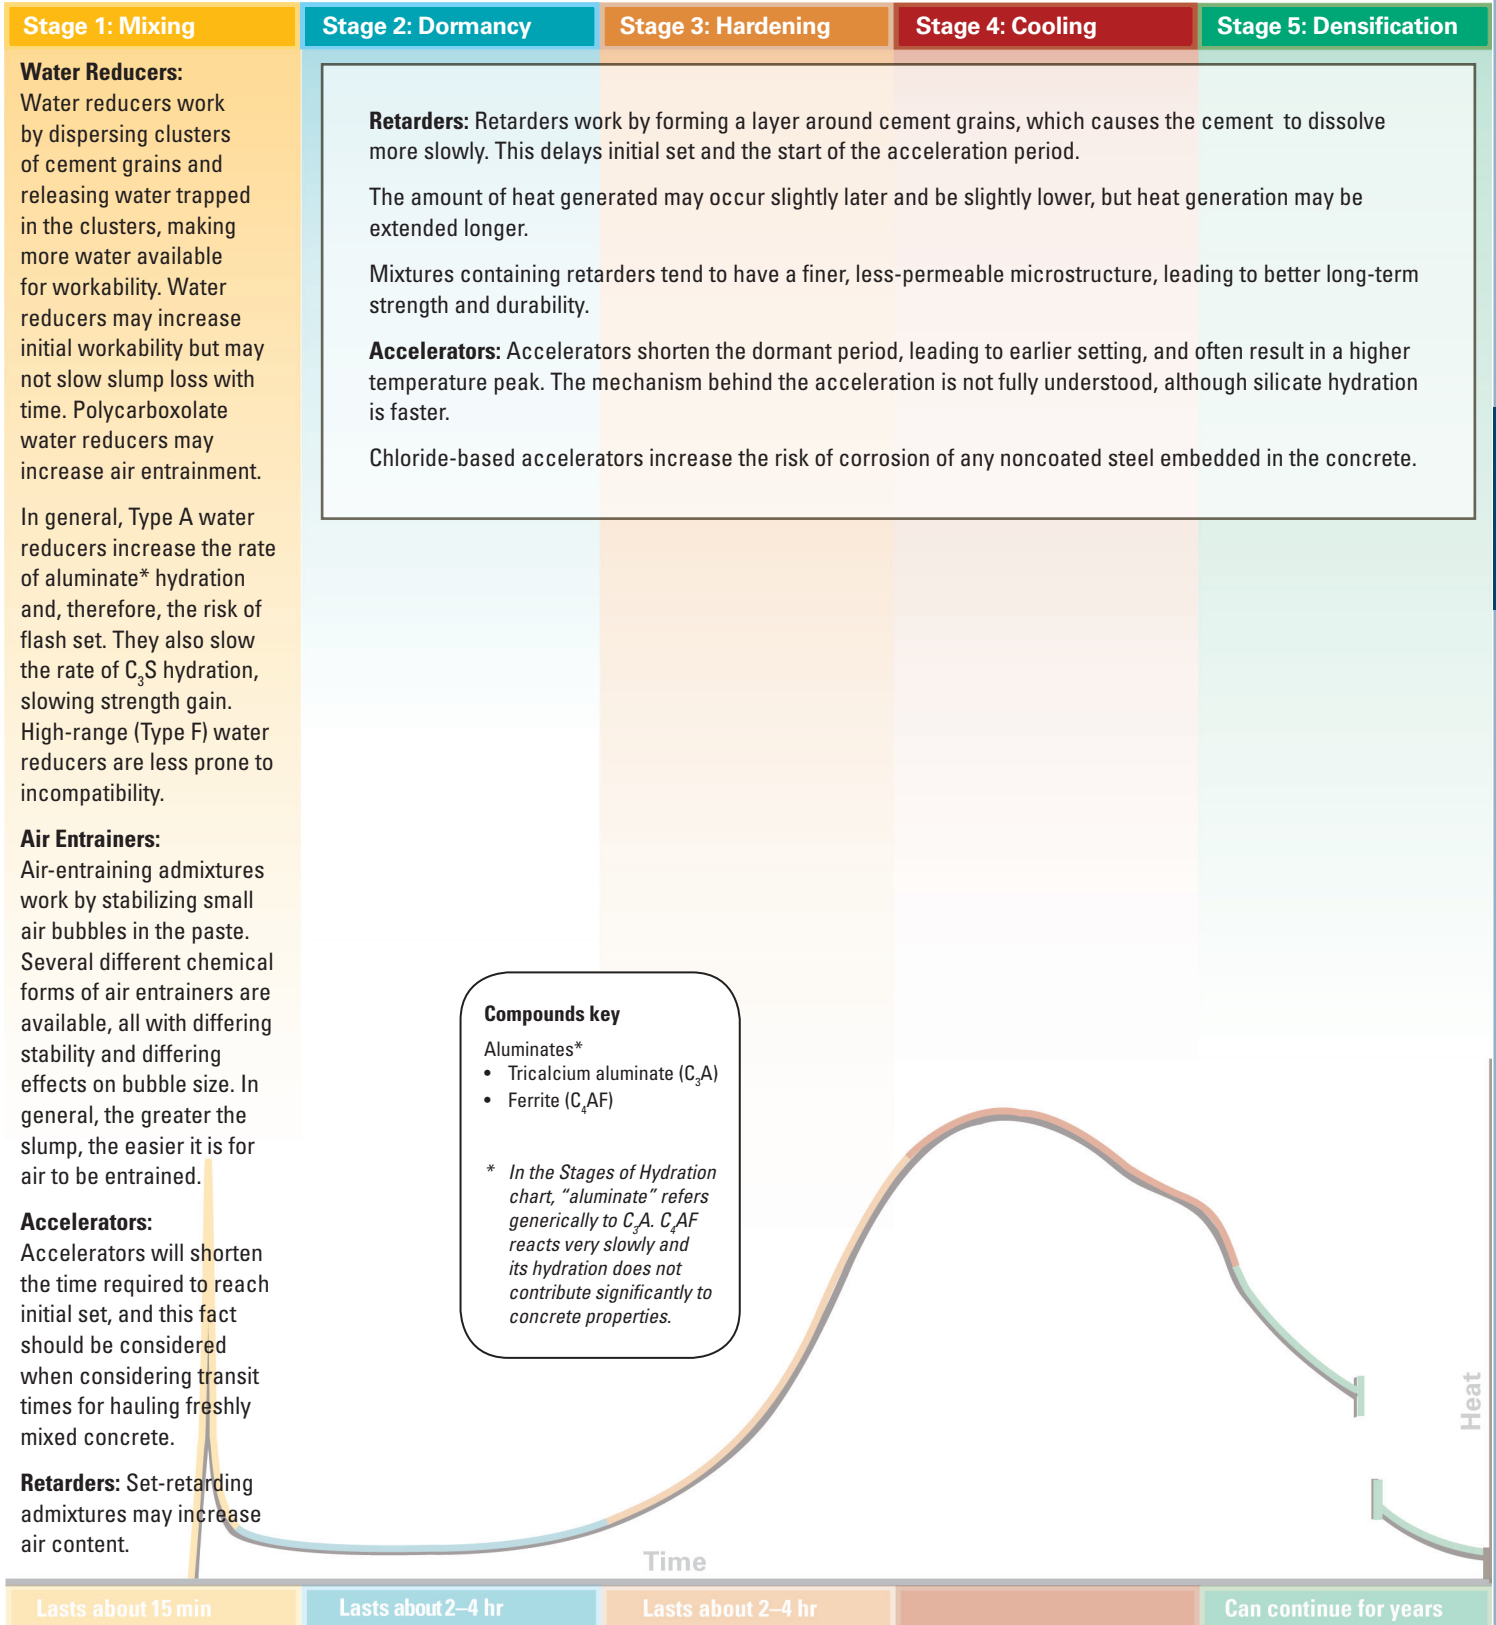 Stage 1: Mixing
Stage 2: Dormancy
Stage 3: Hardening
Stage 4: Cooling
Stage 5: Densification
Water Reducers:
Water reducers work
by dispersing clusters
of cement grains and
releasing water trapped
in the clusters, making
more water available
for workability. Water
reducers may increase
initial workability but may
not slow slump loss with
time. Polycarboxolate
water reducers may
increase air entrainment.
In general, Type A water
reducers increase the rate
of aluminate* hydration
and, therefore, the risk of
flash set. They also slow
the rate of C₃S hydration,
slowing strength gain.
High-range (Type F) water
reducers are less prone to
incompatibility.
Air Entrainers:
Air-entraining admixtures
work by stabilizing small
air bubbles in the paste.
Several different chemical
forms of air entrainers are
available, all with differing
stability and differing
effects on bubble size. In
general, the greater the
slump, the easier it is for
air to be entrained.
Accelerators:
Accelerators will shorten
the time required to reach
initial set, and this fact
should be considered
when considering transit
times for hauling freshly
mixed concrete.
Retarders: Set-retarding
admixtures may increase
air content.
Retarders: Retarders work by forming a layer around cement grains, which causes the cement to dissolve
more slowly. This delays initial set and the start of the acceleration period.
The amount of heat generated may occur slightly later and be slightly lower, but heat generation may be
extended longer.
Mixtures containing retarders tend to have a finer, less-permeable microstructure, leading to better long-term
strength and durability.
Accelerators: Accelerators shorten the dormant period, leading to earlier setting, and often result in a higher
temperature peak. The mechanism behind the acceleration is not fully understood, although silicate hydration
is faster.
Chloride-based accelerators increase the risk of corrosion of any noncoated steel embedded in the concrete.
Compounds key
Aluminates*
• Tricalcium aluminate (C₃A)
• Ferrite (C₄AF)
* In the Stages of Hydration
chart, “aluminate” refers
generically to C₃A. C₄AF
reacts very slowly and
its hydration does not
contribute significantly to
concrete properties.
Heat
Time
Lasts about 15 min
Lasts about 2–4 hr
Lasts about 2–4 hr
Can continue for years